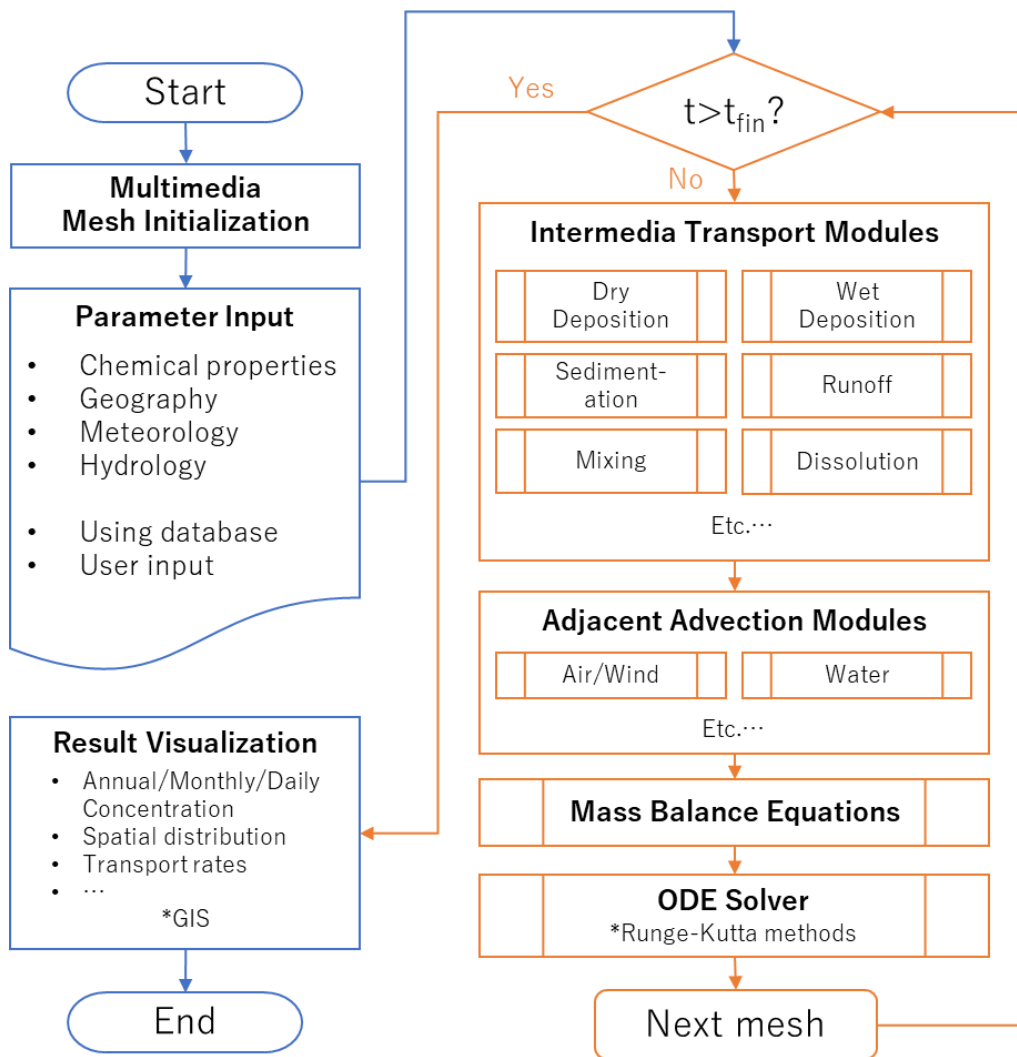 Start
Multimedia
Mesh Initialization
Parameter Input
• Chemical properties
• Geography
• Meteorology
• Hydrology
• Using database
• User input
Result Visualization
• Annual/Monthly/Daily
Concentration
• Spatial distribution
• Transport rates
• …
*GIS
End
Yes
t>tfin?
No
Intermedia Transport Modules
Dry
Deposition
Wet
Deposition
Sediment-
ation
Runoff
Mixing
Dissolution
Etc.…
Adjacent Advection Modules
Air/Wind
Water
Etc.…
Mass Balance Equations
ODE Solver
*Runge-Kutta methods
Next mesh